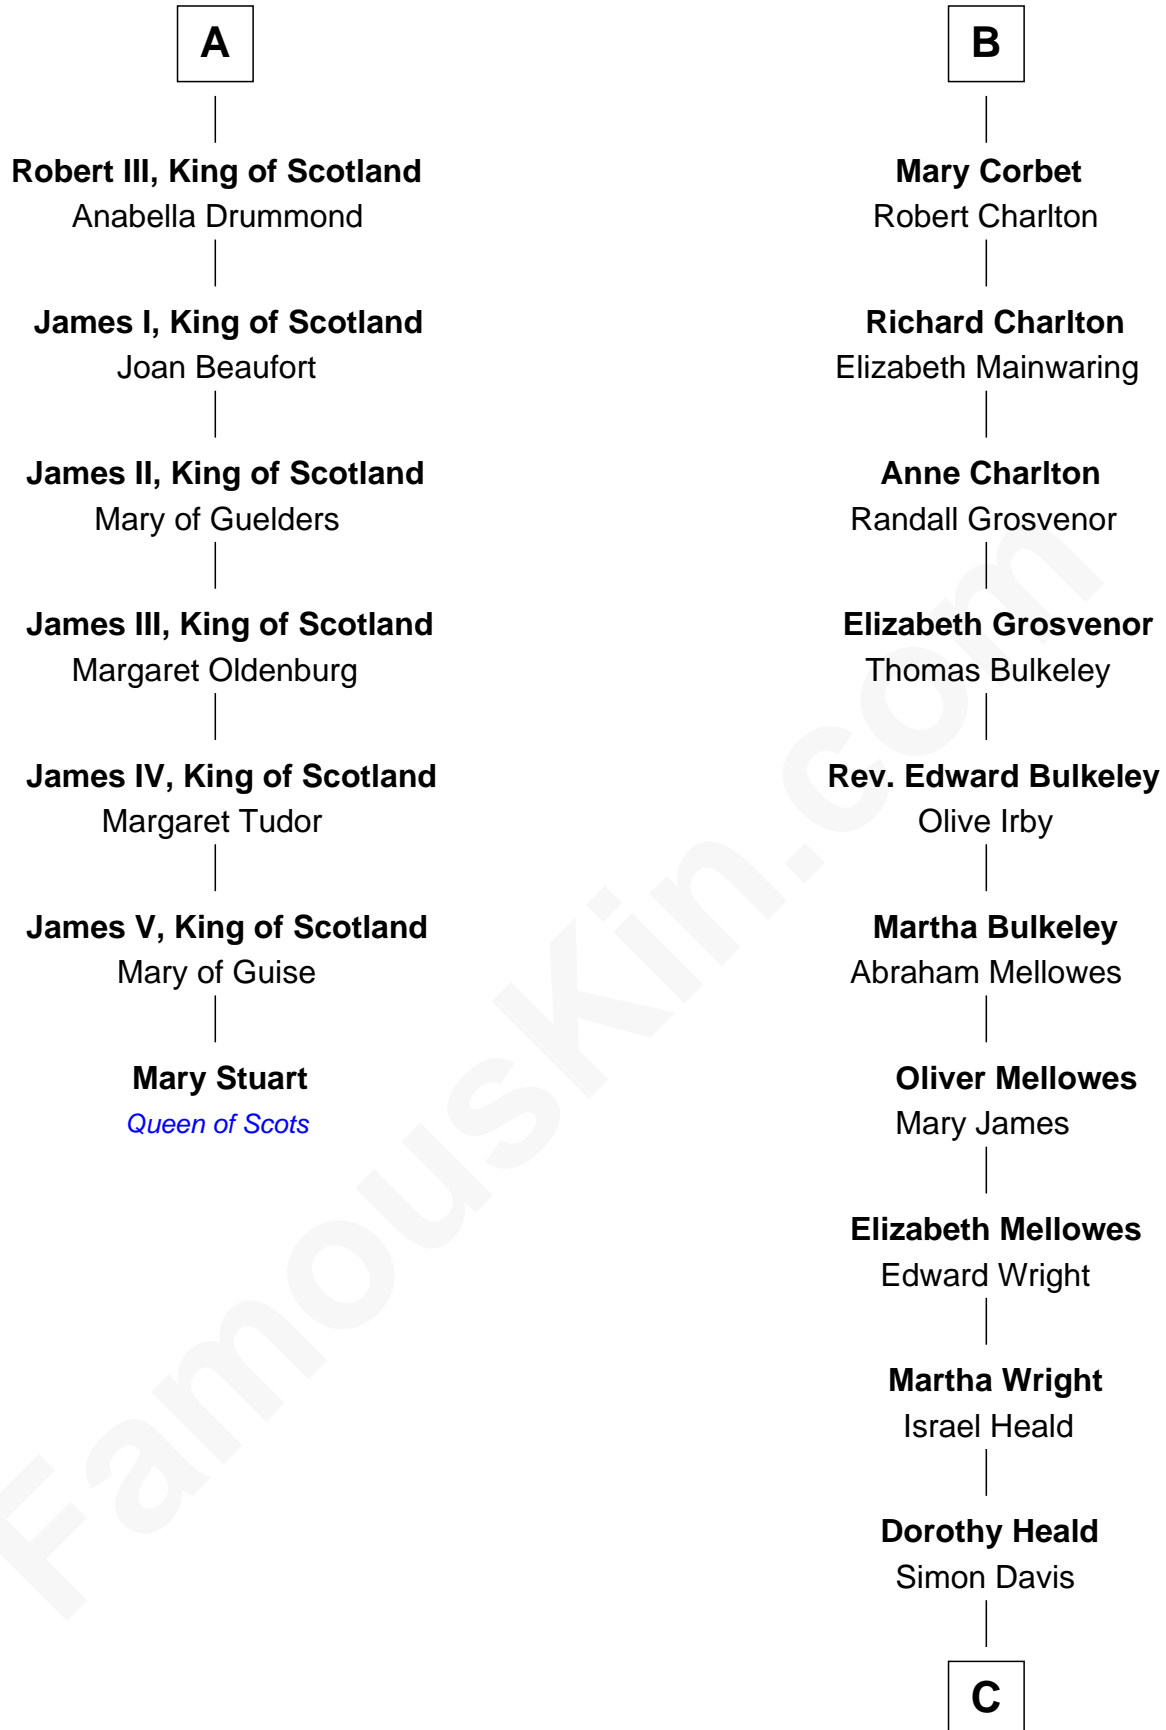 A
Robert III, King of Scotland
Anabella Drummond
James I, King of Scotland
Joan Beaufort
James II, King of Scotland
Mary of Guelders
James III, King of Scotland
Margaret Oldenburg
James IV, King of Scotland
Margaret Tudor
James V, King of Scotland
Mary of Guise
Mary Stuart
Queen of Scots
B
Mary Corbet
Robert Charlton
Richard Charlton
Elizabeth Mainwaring
Anne Charlton
Randall Grosvenor
Elizabeth Grosvenor
Thomas Bulkeley
Rev. Edward Bulkeley
Olive Irby
Martha Bulkeley
Abraham Mellowes
Oliver Mellowes
Mary James
Elizabeth Mellowes
Edward Wright
Martha Wright
Israel Heald
Dorothy Heald
Simon Davis
C
FamousKin.com